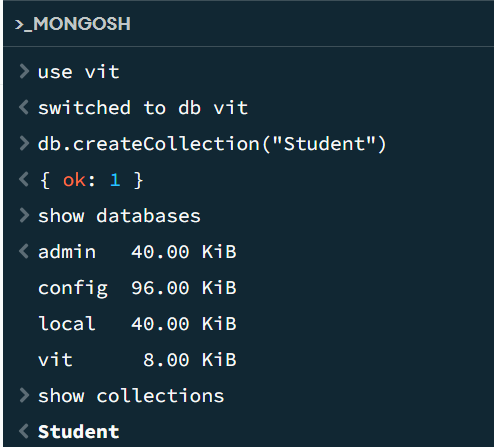 >_MONGOSH
> use vit
< switched to db vit
> db.createCollection("Student")
< { ok: 1 }
> show databases
< admin   40.00 KiB
config  96.00 KiB
local   40.00 KiB
vit      8.00 KiB
> show collections
< Student